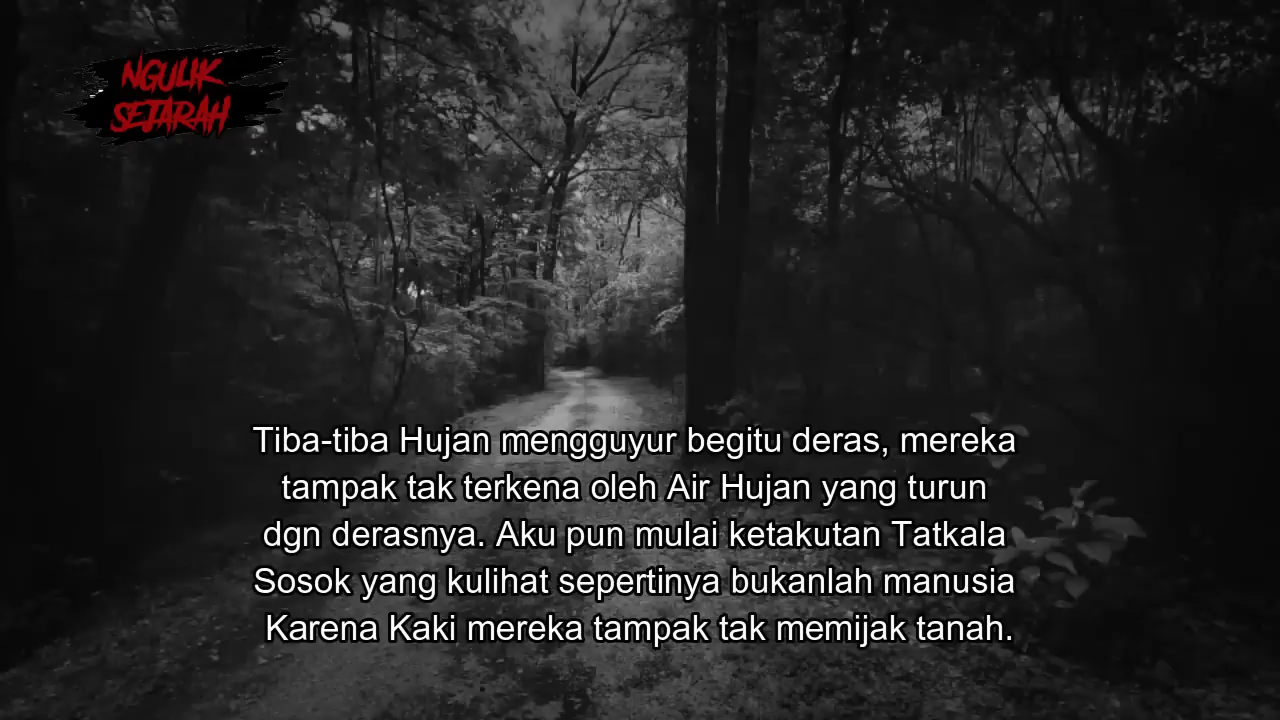 NGULIK
SEJARAH
Tiba-tiba Hujan mengguyur begitu deras, mereka
tampak tak terkena oleh Air Hujan yang turun
dgn derasnya. Aku pun mulai ketakutan Tatkala
Sosok yang kulihat sepertinya bukanlah manusia
Karena Kaki mereka tampak tak memijak tanah.